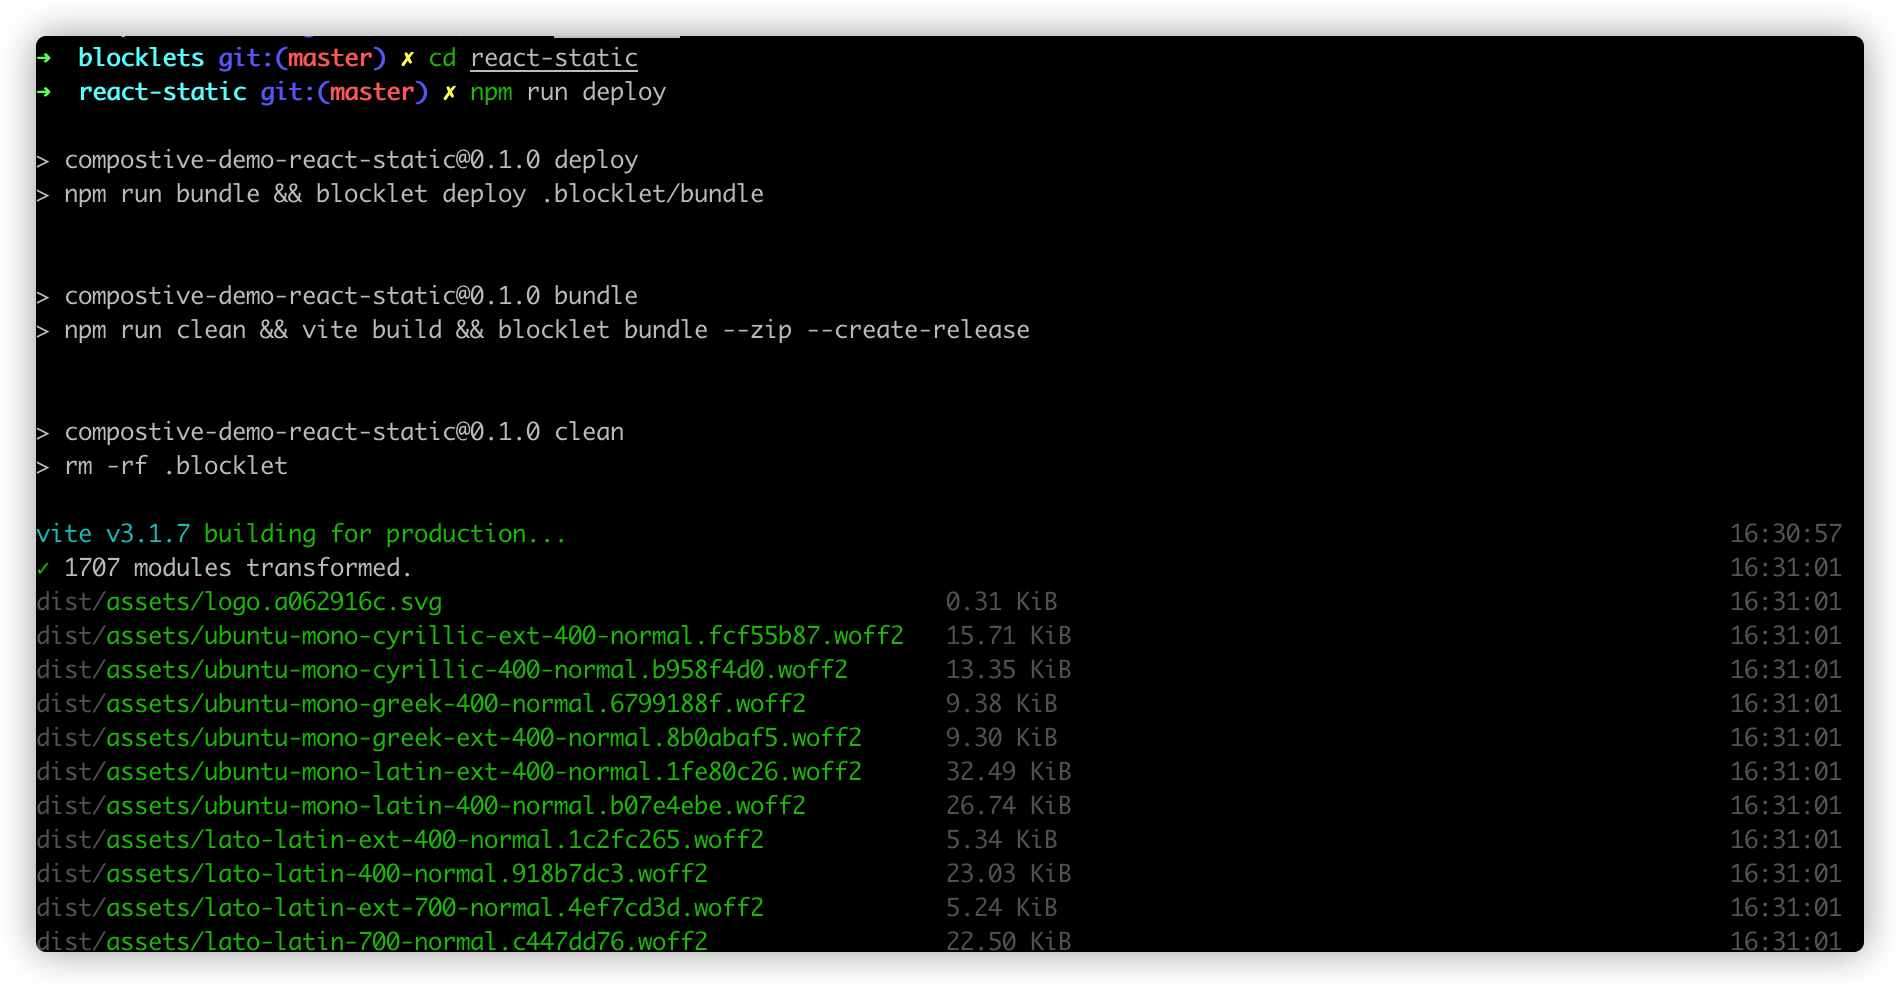 ➜ blocklets git:(master) ✗ cd react-static
➜ react-static git:(master) ✗ npm run deploy
> compostive-demo-react-static@0.1.0 deploy
> npm run bundle && blocklet deploy .blocklet/bundle
> compostive-demo-react-static@0.1.0 bundle
> npm run clean && vite build && blocklet bundle --zip --create-release
> compostive-demo-react-static@0.1.0 clean
> rm -rf .blocklet
vite v3.1.7 building for production... 16:30:57
✓ 1707 modules transformed. 16:31:01
dist/assets/logo.a062916c.svg 0.31 KiB 16:31:01
dist/assets/ubuntu-mono-cyrillic-ext-400-normal.fcf55b87.woff2 15.71 KiB 16:31:01
dist/assets/ubuntu-mono-cyrillic-400-normal.b958f4d0.woff2 13.35 KiB 16:31:01
dist/assets/ubuntu-mono-greek-400-normal.6799188f.woff2 9.38 KiB 16:31:01
dist/assets/ubuntu-mono-greek-ext-400-normal.8b0abaf5.woff2 9.30 KiB 16:31:01
dist/assets/ubuntu-mono-latin-ext-400-normal.1fe80c26.woff2 32.49 KiB 16:31:01
dist/assets/ubuntu-mono-latin-400-normal.b07e4ebe.woff2 26.74 KiB 16:31:01
dist/assets/lato-latin-ext-400-normal.1c2fc265.woff2 5.34 KiB 16:31:01
dist/assets/lato-latin-400-normal.918b7dc3.woff2 23.03 KiB 16:31:01
dist/assets/lato-latin-ext-700-normal.4ef7cd3d.woff2 5.24 KiB 16:31:01
dist/assets/lato-latin-700-normal.c447dd76.woff2 22.50 KiB 16:31:01